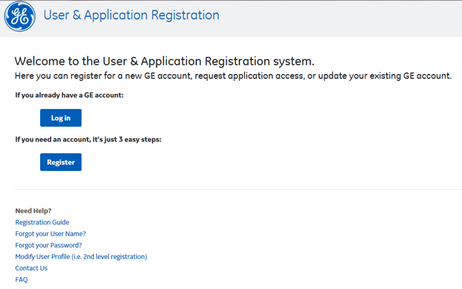 User & Application Registration
Welcome to the User & Application Registration system.
Here you can register for a new GE account, request application access, or update your existing GE account.
If you already have a GE account:
Log in
If you need an account, it's just 3 easy steps:
Register
Need Help?
Registration Guide
Forgot your User Name?
Forgot your Password?
Modify User Profile (i.e. 2nd level registration)
Contact Us
FAQ